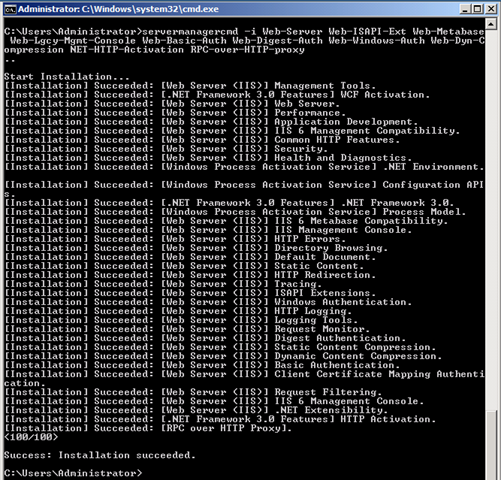 Administrator: C:\Windows\system32\cmd.exe
C:\Users\Administrator>servermanagercmd -i Web-Server Web-ISAPI-Ext Web-Metabase
Web-Lgcy-Mgmt-Console Web-Basic-Auth Web-Digest-Auth Web-Windows-Auth Web-Dyn-C
ompression NET-HTTP-Activation RPC-over-HTTP-proxy
..
Start Installation...
[Installation] Succeeded: [Web Server (IIS)] Management Tools.
[Installation] Succeeded: [.NET Framework 3.0 Features] WCF Activation.
[Installation] Succeeded: [Web Server (IIS)] Web Server.
[Installation] Succeeded: [Web Server (IIS)] Performance.
[Installation] Succeeded: [Web Server (IIS)] Application Development.
[Installation] Succeeded: [Web Server (IIS)] IIS 6 Management Compatibility.
[Installation] Succeeded: [Web Server (IIS)] Common HTTP Features.
[Installation] Succeeded: [Web Server (IIS)] Security.
[Installation] Succeeded: [Web Server (IIS)] Health and Diagnostics.
[Installation] Succeeded: [Windows Process Activation Service] .NET Environment.
[Installation] Succeeded: [Windows Process Activation Service] Configuration API
s.
[Installation] Succeeded: [.NET Framework 3.0 Features] .NET Framework 3.0.
[Installation] Succeeded: [Windows Process Activation Service] Process Model.
[Installation] Succeeded: [Web Server (IIS)] IIS 6 Metabase Compatibility.
[Installation] Succeeded: [Web Server (IIS)] IIS Management Console.
[Installation] Succeeded: [Web Server (IIS)] HTTP Errors.
[Installation] Succeeded: [Web Server (IIS)] Directory Browsing.
[Installation] Succeeded: [Web Server (IIS)] Default Document.
[Installation] Succeeded: [Web Server (IIS)] Static Content.
[Installation] Succeeded: [Web Server (IIS)] HTTP Redirection.
[Installation] Succeeded: [Web Server (IIS)] Tracing.
[Installation] Succeeded: [Web Server (IIS)] ISAPI Extensions.
[Installation] Succeeded: [Web Server (IIS)] Windows Authentication.
[Installation] Succeeded: [Web Server (IIS)] HTTP Logging.
[Installation] Succeeded: [Web Server (IIS)] Logging Tools.
[Installation] Succeeded: [Web Server (IIS)] Request Monitor.
[Installation] Succeeded: [Web Server (IIS)] Digest Authentication.
[Installation] Succeeded: [Web Server (IIS)] Static Content Compression.
[Installation] Succeeded: [Web Server (IIS)] Dynamic Content Compression.
[Installation] Succeeded: [Web Server (IIS)] Basic Authentication.
[Installation] Succeeded: [Web Server (IIS)] Client Certificate Mapping Authenti
cation.
[Installation] Succeeded: [Web Server (IIS)] Request Filtering.
[Installation] Succeeded: [Web Server (IIS)] IIS 6 Management Console.
[Installation] Succeeded: [Web Server (IIS)] .NET Extensibility.
[Installation] Succeeded: [.NET Framework 3.0 Features] HTTP Activation.
[Installation] Succeeded: [RPC over HTTP Proxy].
<100/100>
Success: Installation succeeded.
C:\Users\Administrator>